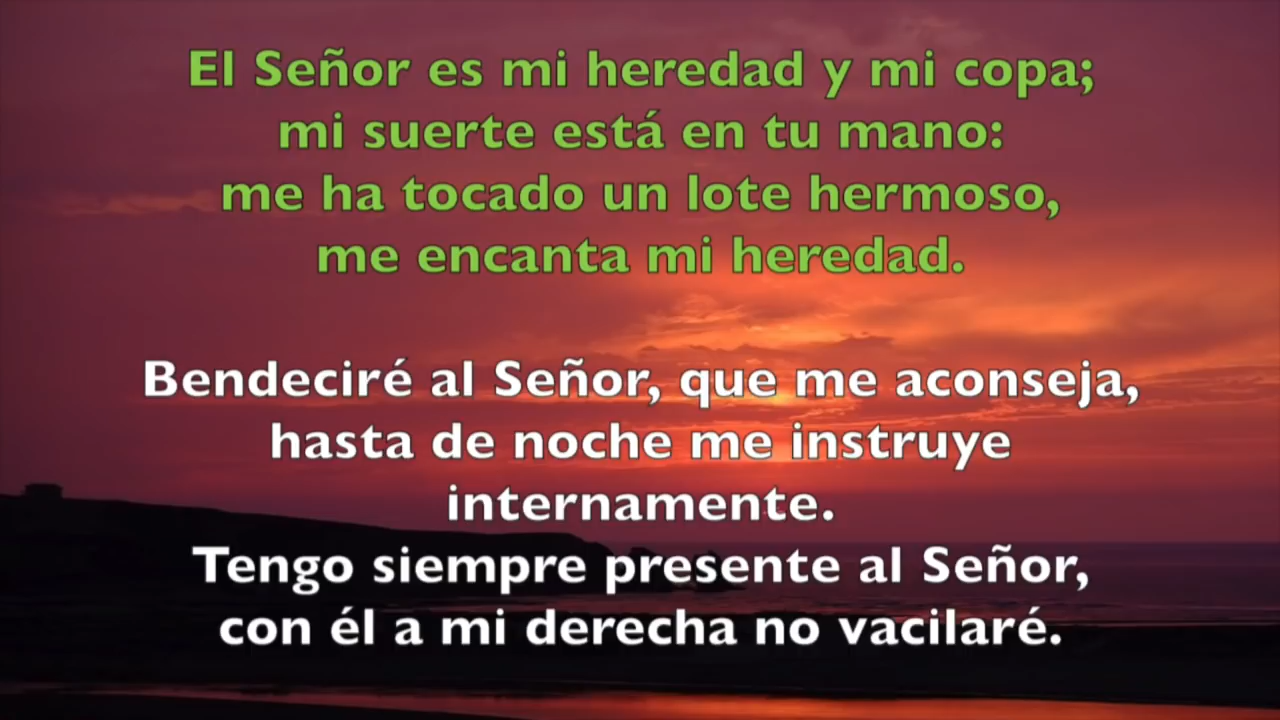 El Señor es mi heredad y mi copa;
mi suerte está en tu mano:
me ha tocado un lote hermoso,
me encanta mi heredad.
Bendeciré al Señor, que me aconseja,
hasta de noche me instruye
internamente.
Tengo siempre presente al Señor,
con él a mi derecha no vacilaré.